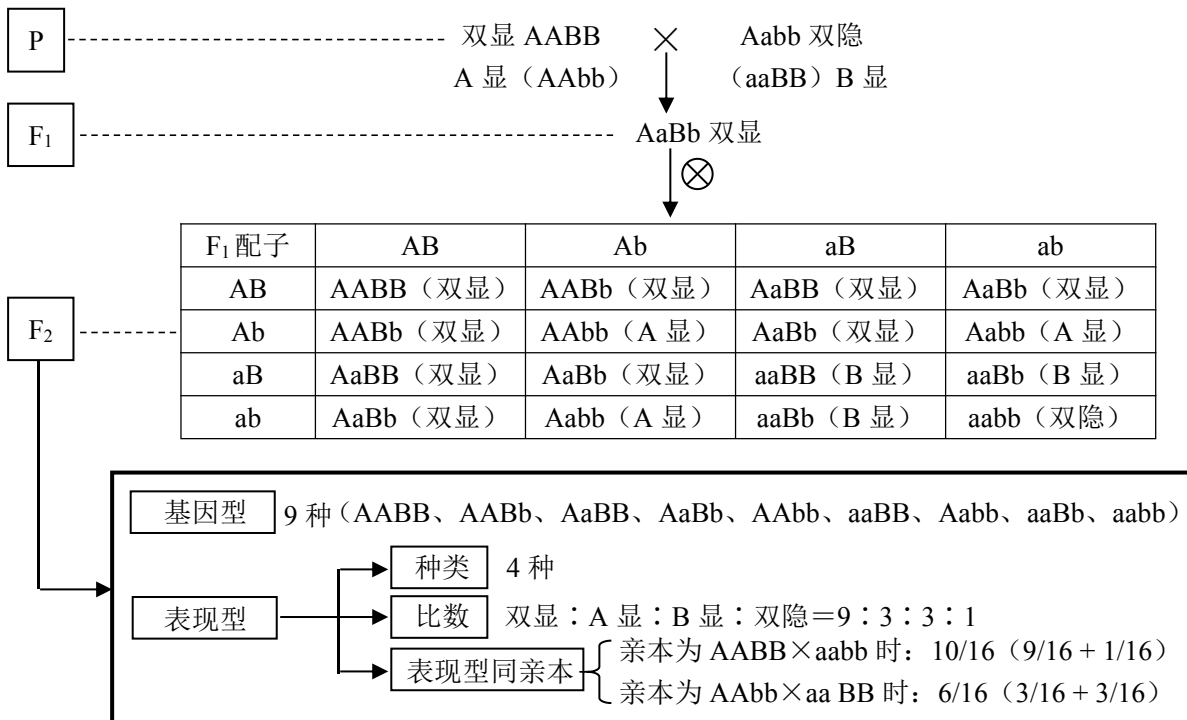 P 双显 AABB × Aabb 双隐
A 显（AAbb） （aaBB）B 显
F₁ AaBb 双显
⊗
F₁配子 AB Ab aB ab
AB AABB（双显） AABb（双显） AaBB（双显） AaBb（双显）
F₂ Ab AABb（双显） AAbb（A 显） AaBb（双显） Aabb（A 显）
aB AaBB（双显） AaBb（双显） aaBB（B 显） aaBb（B 显）
ab AaBb（双显） Aabb（A 显） aaBb（B 显） aabb（双隐）
基因型 9 种（AABB、AABb、AaBB、AaBb、AAbb、aaBB、Aabb、aaBb、aabb）
种类 4 种
表现型 比数 双显∶A 显∶B 显∶双隐＝9∶3∶3∶1
表现型同亲本 亲本为 AABB×aabb 时：10/16（9/16 + 1/16）
亲本为 AAbb×aa BB 时：6/16（3/16 + 3/16）